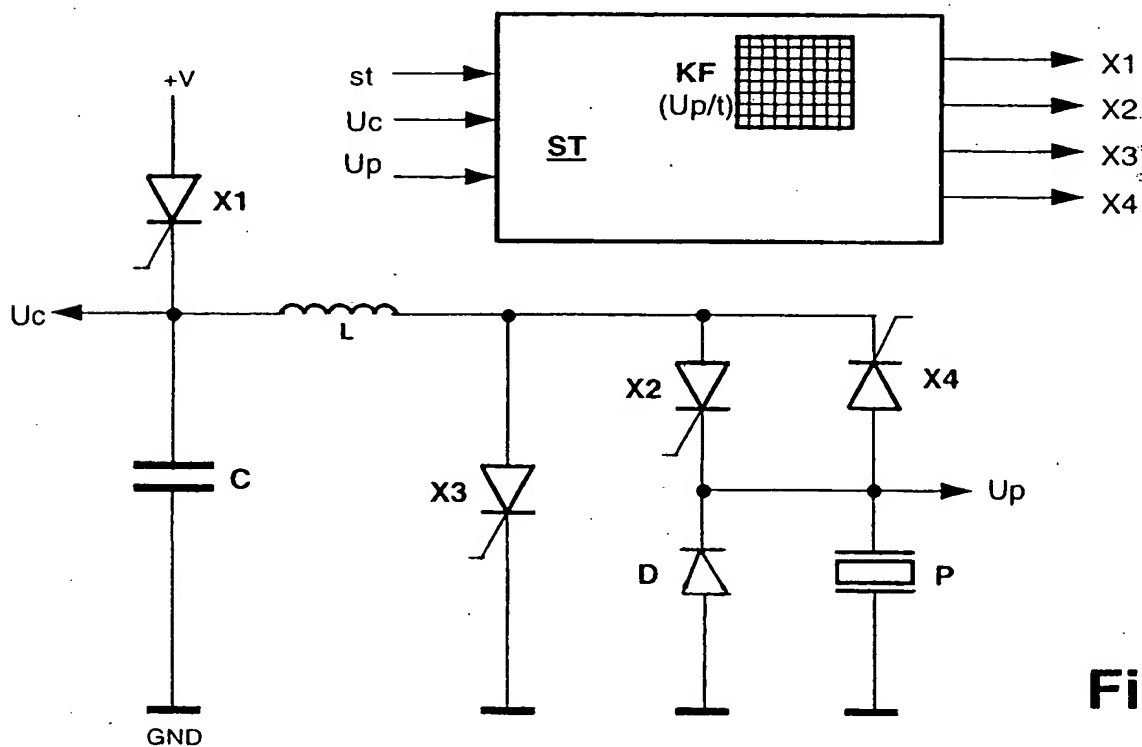 +V
X1
Uc
L
C
GND
X3
X2
X4
Up
D
P
st
Uc
Up
ST
KF
(Up/t)
X1
X2
X3
X4
Fi